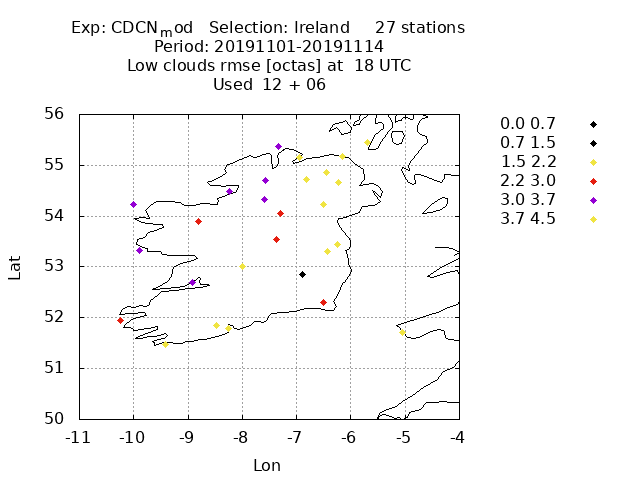 Exp: CDCN_mod   Selection: Ireland     27 stations
Period: 20191101-20191114
Low clouds rmse [octas] at  18 UTC
Used  12 + 06
56
55
54
53
52
51
50
-11 -10 -9 -8 -7 -6 -5 -4
Lat
Lon
0.0 0.7
0.7 1.5
1.5 2.2
2.2 3.0
3.0 3.7
3.7 4.5